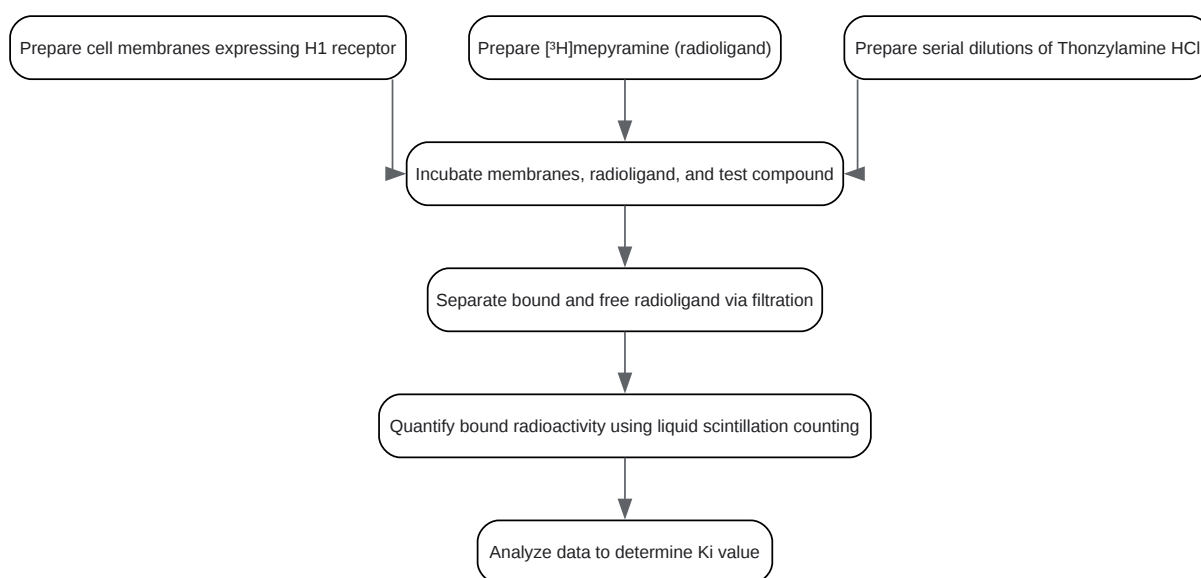 Prepare cell membranes expressing H1 receptor
Prepare [³H]mepyramine (radioligand)
Prepare serial dilutions of Thonzylamine HCl
Incubate membranes, radioligand, and test compound
Separate bound and free radioligand via filtration
Quantify bound radioactivity using liquid scintillation counting
Analyze data to determine Ki value